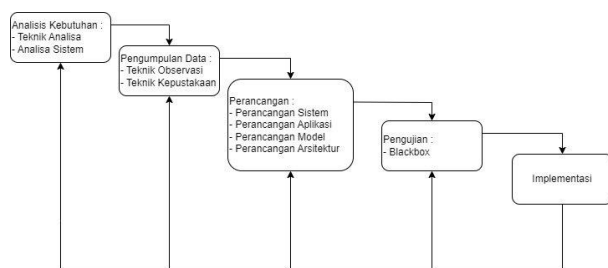 Analisis Kebutuhan :
- Teknik Analisa
- Analisa Sistem
Pengumpulan Data :
- Teknik Observasi
- Teknik Kepustakaan
Perancangan :
- Perancangan Sistem
- Perancangan Aplikasi
- Perancangan Model
- Perancangan Arsitektur
Pengujian :
- Blackbox
Implementasi